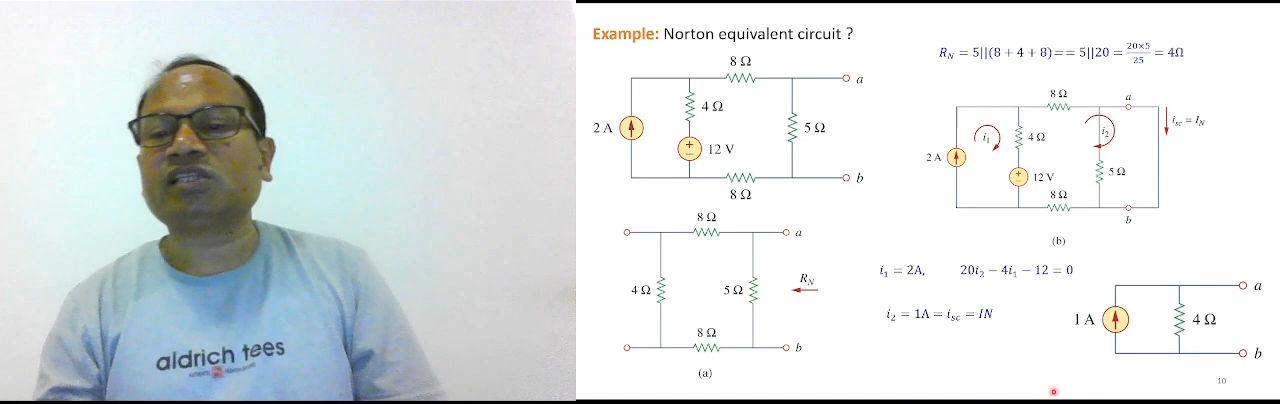 Example: Norton equivalent circuit ?
8 Ω
a
4 Ω
2 A
5 Ω
12 V
b
8 Ω
8 Ω
a
4 Ω
5 Ω
R_N
8 Ω
b
(a)
R_N = 5||(8 + 4 + 8)= = 5||20 = 20×5/25 = 4Ω
8 Ω
a
i_sc = I_N
i_1
4 Ω
i_2
2 A
12 V
5 Ω
8 Ω
b
(b)
i_1 = 2A, 20i_2 − 4i_1 − 12 = 0
i_2 = 1A = i_sc = IN
a
1 A
4 Ω
b
10
aldrich tees